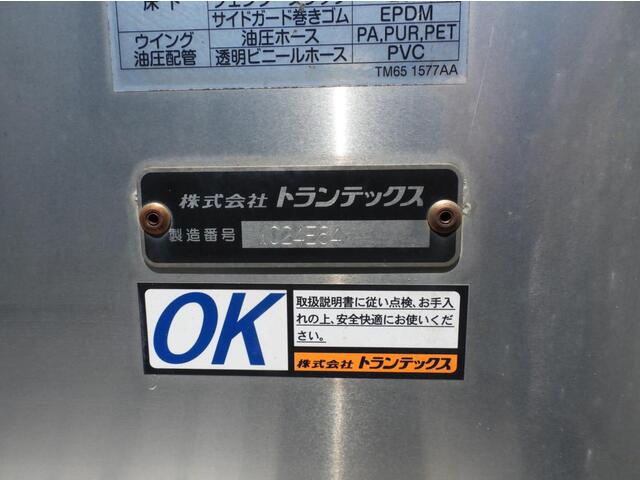 床下
サイドガード巻きゴム EPDM
ウイング 油圧ホース PA,PUR,PET
油圧配管 透明ビニールホース PVC
TM65 1577AA
株式会社 トランテックス
製造番号
OK
取扱説明書に従い点検、お手入
れの上、安全快適にお使いくだ
さい。
株式会社 トランテックス